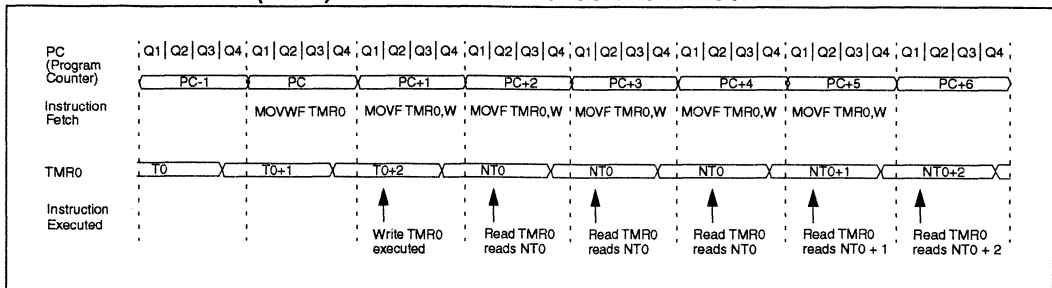 PC (Program Counter)
Q1 Q2 Q3 Q4 Q1 Q2 Q3 Q4 Q1 Q2 Q3 Q4 Q1 Q2 Q3 Q4 Q1 Q2 Q3 Q4 Q1 Q2 Q3 Q4 Q1 Q2 Q3 Q4 Q1 Q2 Q3 Q4
PC-1 PC PC+1 PC+2 PC+3 PC+4 PC+5 PC+6
Instruction Fetch
MOVWF TMR0 MOVF TMR0,W MOVF TMR0,W MOVF TMR0,W MOVF TMR0,W MOVF TMR0,W
TMR0
T0 T0+1 T0+2 NT0 NT0 NT0 NT0+1 NT0+2
Instruction Executed
Write TMR0 executed
Read TMR0 reads NT0
Read TMR0 reads NT0
Read TMR0 reads NT0
Read TMR0 reads NT0 + 1
Read TMR0 reads NT0 + 2